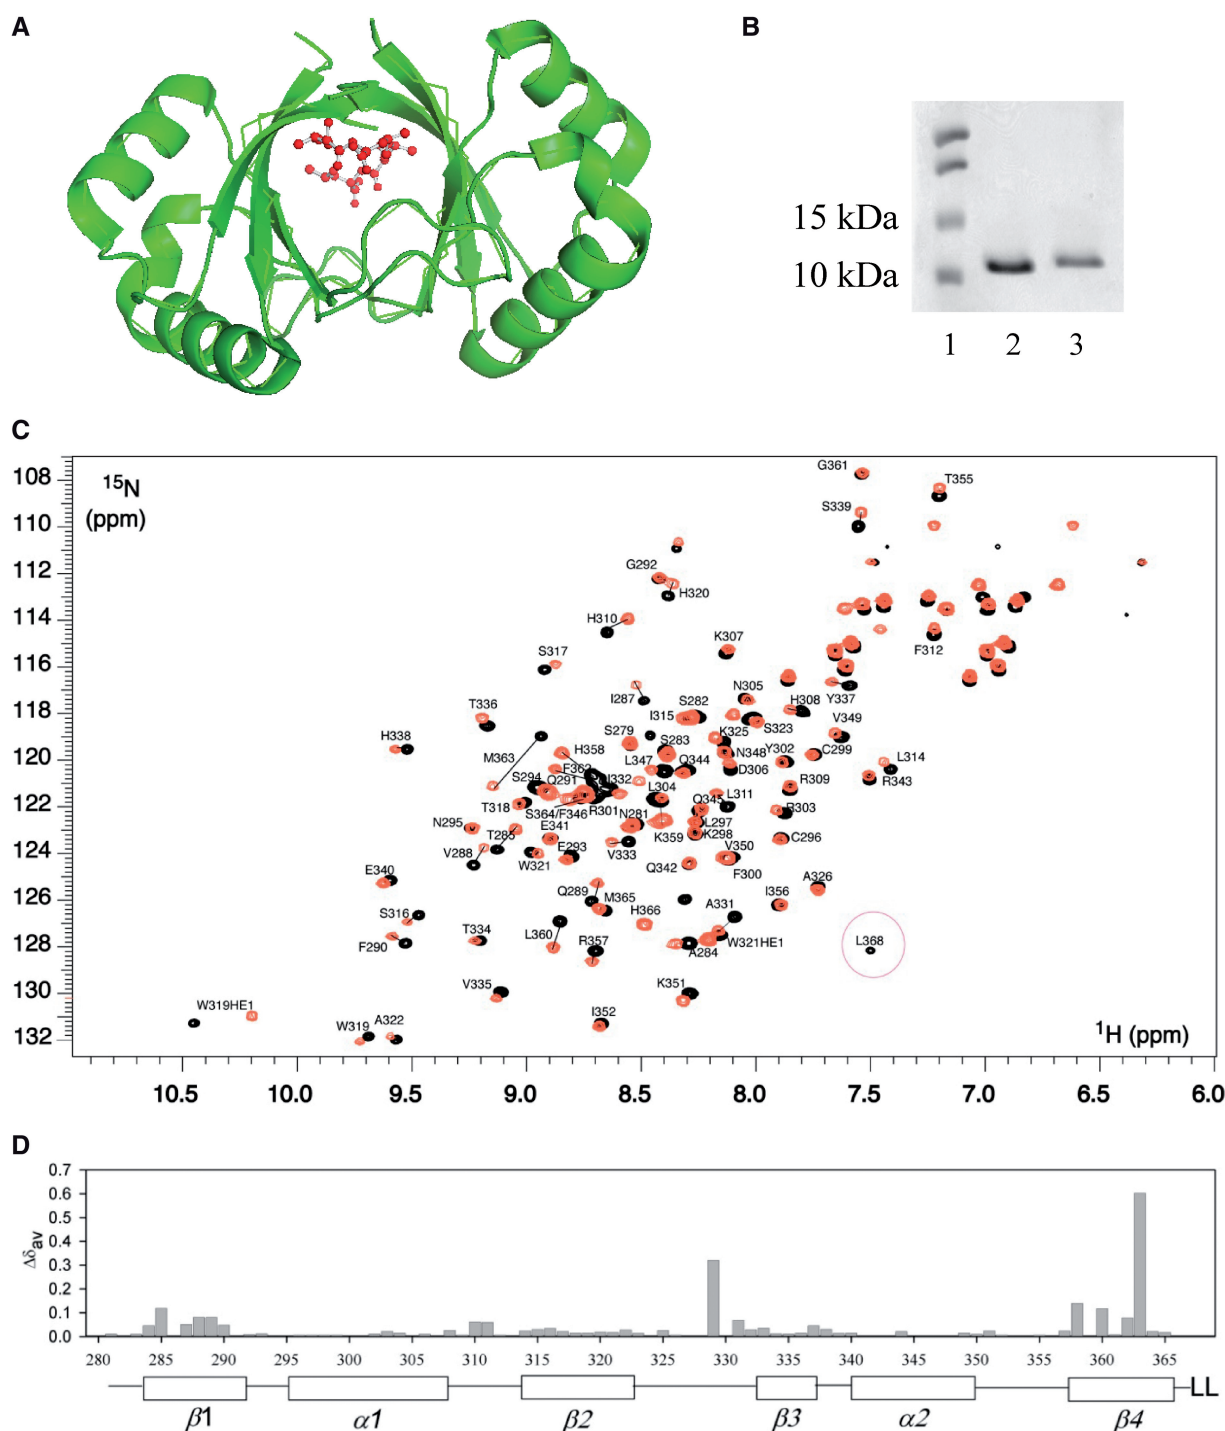 A
B
15 kDa
10 kDa
1 2 3
C
15N
(ppm)
108
110
112
114
116
118
120
122
124
126
128
130
132
G361
T355
S339
G292
H320
H310
K307
F312
S317
I287
N305
Y337
H308
S282
T336
I315
S323
V349
K325
S279
S283
H338
M363
H358
N348
Y302
C299
L314
L347
Q344
F362
D306
R343
S294
Q291
I332
L304
R309
L311
T318
S364/F346
R301
Q345
R303
N295
N281
L297
T285
E341
K359
K298
C296
V288
W321
E293
V333
V350
F300
E340
Q342
A326
Q289
M365
I356
S316
H366
A331
F290
T334
L360
R357
W321HE1
A284
L368
V335
K351
W319HE1
I352
W319
A322
1H (ppm)
10.5 10.0 9.5 9.0 8.5 8.0 7.5 7.0 6.5 6.0
D
0.7
0.6
0.5
0.4
0.3
0.2
0.1
0.0
Δδav
280 285 290 295 300 305 310 315 320 325 330 335 340 345 350 355 360 365
LL
β1 α1 β2 β3 α2 β4